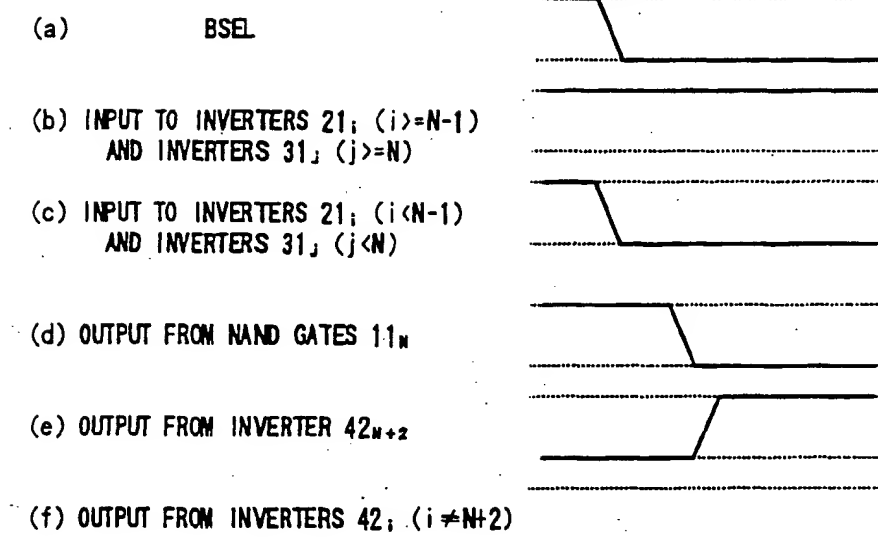 (a) BSEL
(b) INPUT TO INVERTERS 21ᵢ (i>=N-1)
AND INVERTERS 31ⱼ (j>=N)
(c) INPUT TO INVERTERS 21ᵢ (i<N-1)
AND INVERTERS 31ⱼ (j<N)
(d) OUTPUT FROM NAND GATES 11N
(e) OUTPUT FROM INVERTER 42N+2
(f) OUTPUT FROM INVERTERS 42ᵢ (i≠N+2)